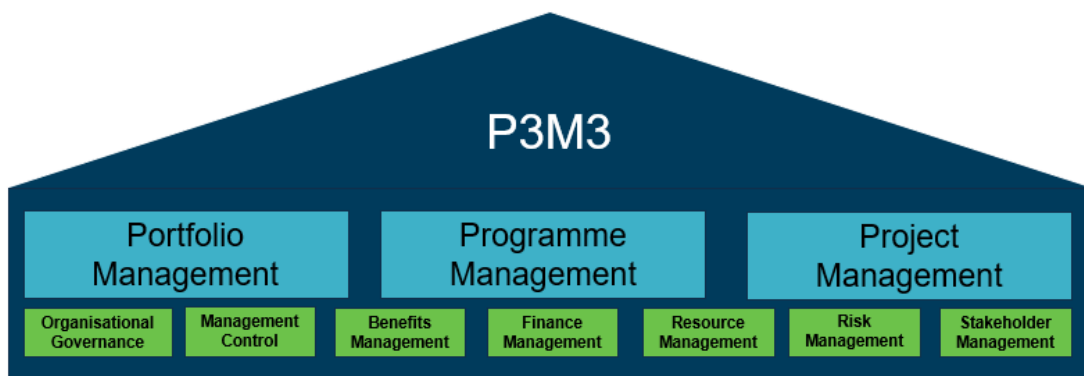 P3M3
Portfolio
Management
Programme
Management
Project
Management
Organisational
Governance
Management
Control
Benefits
Management
Finance
Management
Resource
Management
Risk
Management
Stakeholder
Management